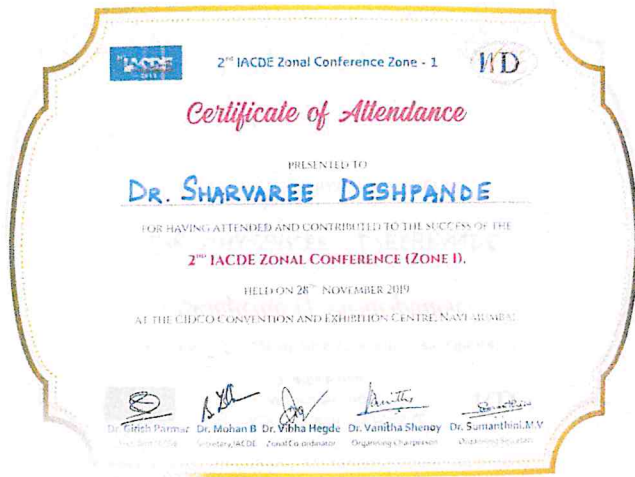 IACDE
2nd IACDE Zonal Conference Zone - 1
Certificate of Attendance
PRESENTED TO
DR. SHARVAREE DESHPANDE
FOR HAVING ATTENDED AND CONTRIBUTED TO THE SUCCESS OF THE
2ND IACDE ZONAL CONFERENCE (ZONE I),
HELD ON 28TH NOVEMBER 2019
AT THE CIDCO CONVENTION AND EXHIBITION CENTRE, NAVI MUMBAI
Dr. Girish Parmar Dr. Mohan B Dr. Vibha Hegde Dr. Vanitha Shenoy Dr. Sumanthini.M.V
Secretary, IACDE Zonal Co-ordinator Organising Chairperson Organising Secretary